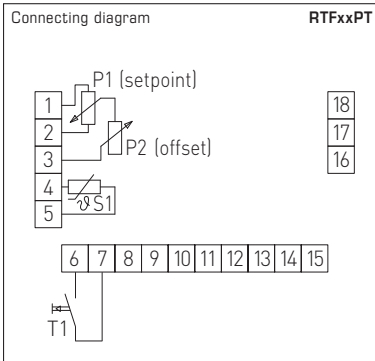 Connecting diagram RTFxxPT
P1 (setpoint)
1 18
2 17
P2 (offset)
3 16
4
ϑ S1
5
6 7 8 9 10 11 12 13 14 15
T1